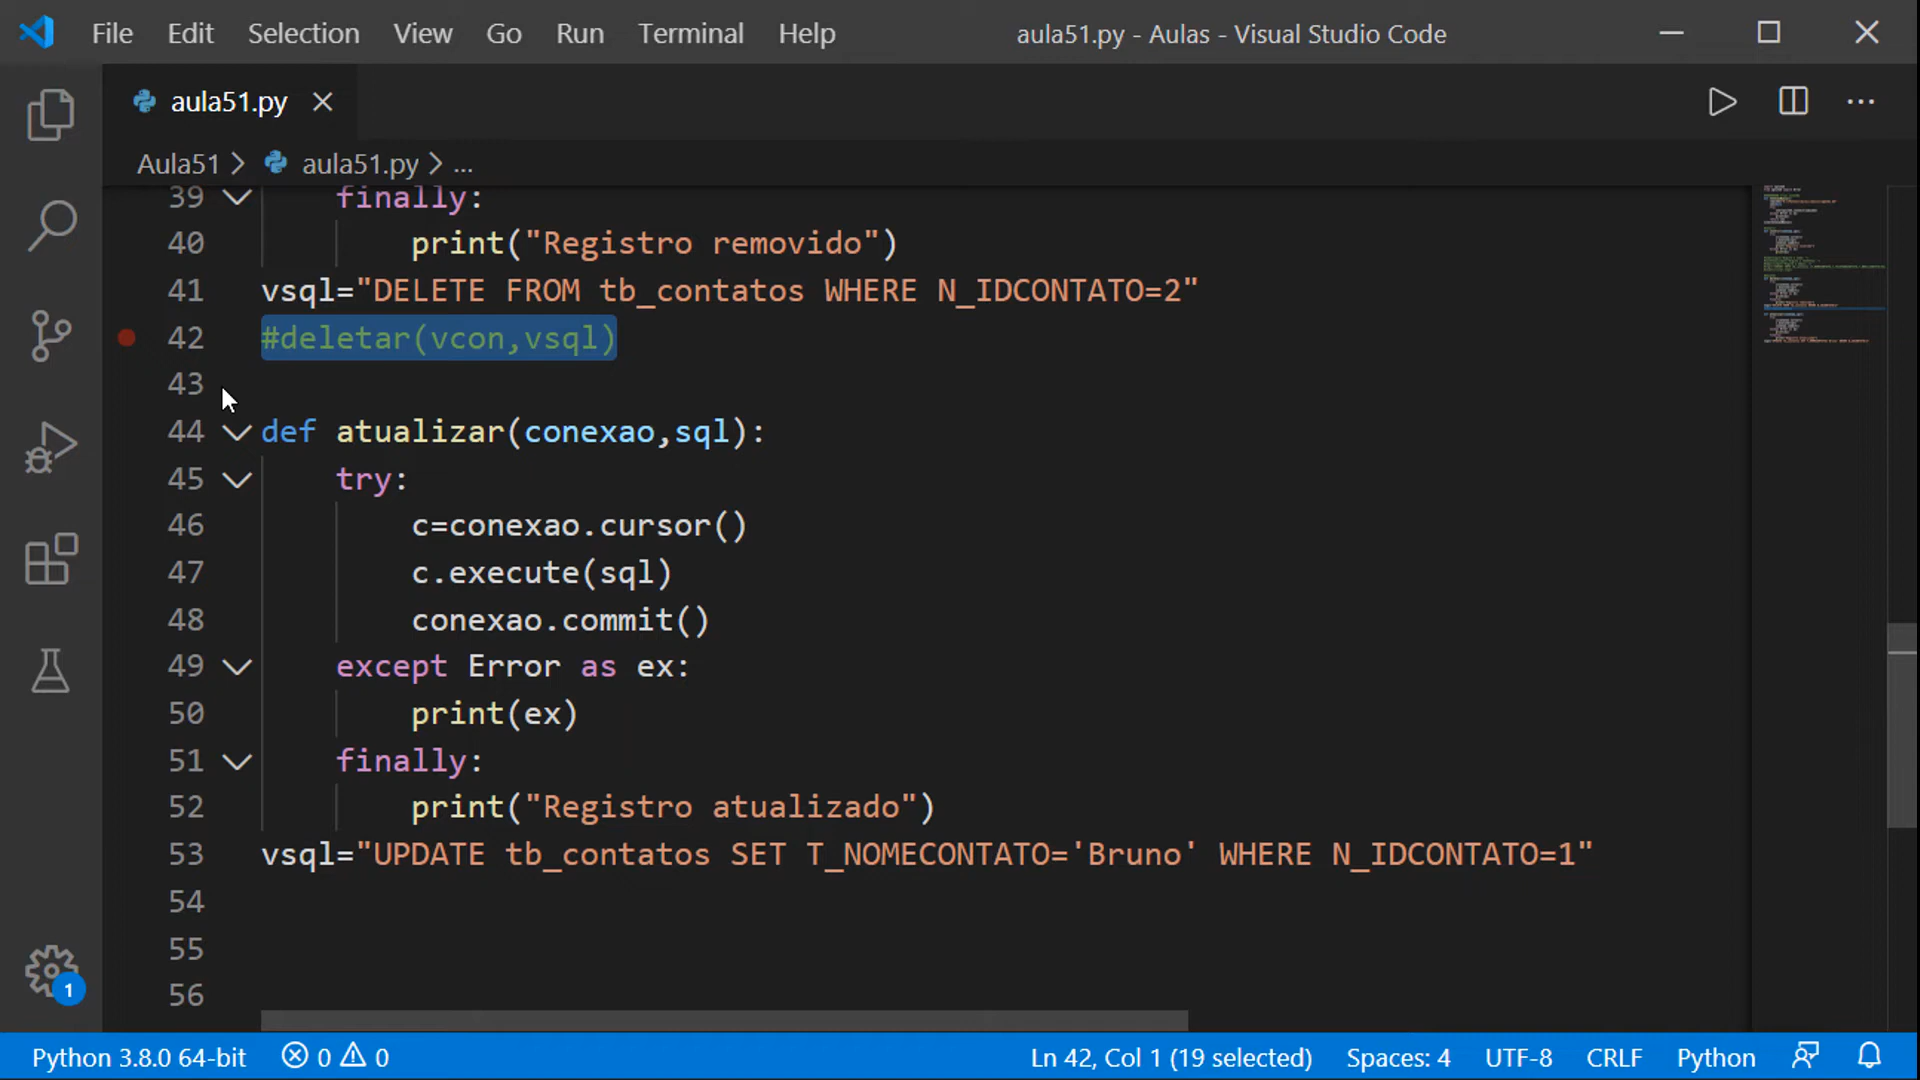 File Edit Selection View Go Run Terminal Help aula51.py - Aulas - Visual Studio Code
aula51.py
Aula51 > aula51.py > ...
39 finally:
40 print("Registro removido")
41 vsql="DELETE FROM tb_contatos WHERE N_IDCONTATO=2"
42 #deletar(vcon,vsql)
43
44 def atualizar(conexao,sql):
45 try:
46 c=conexao.cursor()
47 c.execute(sql)
48 conexao.commit()
49 except Error as ex:
50 print(ex)
51 finally:
52 print("Registro atualizado")
53 vsql="UPDATE tb_contatos SET T_NOMECONTATO='Bruno' WHERE N_IDCONTATO=1"
54
55
56
1
Python 3.8.0 64-bit 0 0 Ln 42, Col 1 (19 selected) Spaces: 4 UTF-8 CRLF Python